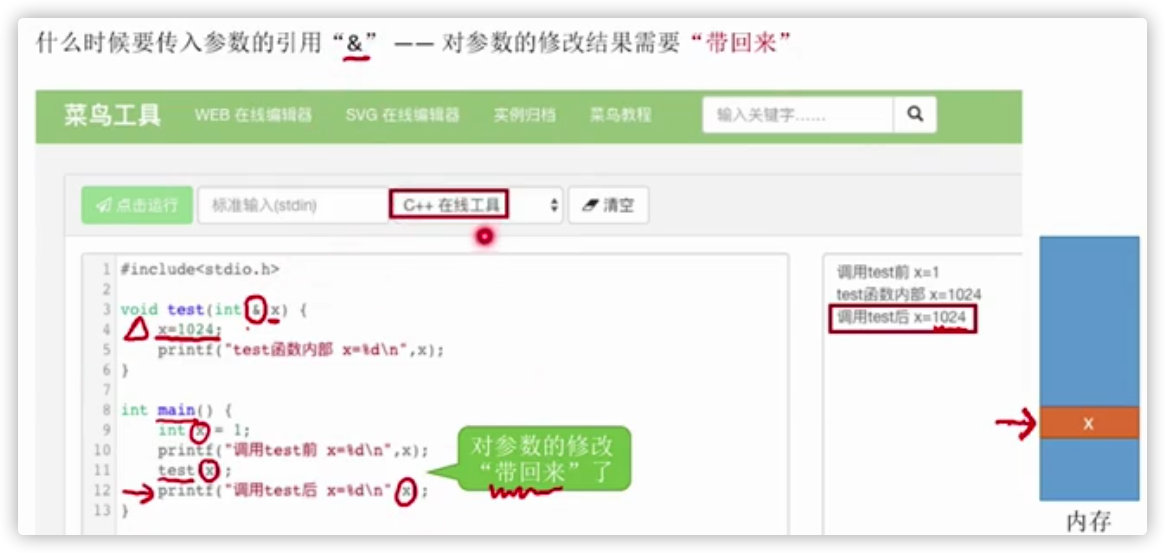 什么时候要传入参数的引用“&” —— 对参数的修改结果需要“带回来”
菜鸟工具 WEB 在线编辑器 SVG 在线编辑器 实例归档 菜鸟教程 输入关键字......
点击运行 标准输入(stdin) C++ 在线工具 清空
1 #include<stdio.h>
2
3 void test(int & x) {
4 x=1024;
5 printf("test函数内部 x=%d\n",x);
6 }
7
8 int main() {
9 int x = 1;
10 printf("调用test前 x=%d\n",x);
11 test(x);
12 printf("调用test后 x=%d\n",x);
13 }
对参数的修改
“带回来”了
调用test前 x=1
test函数内部 x=1024
调用test后 x=1024
X
内存